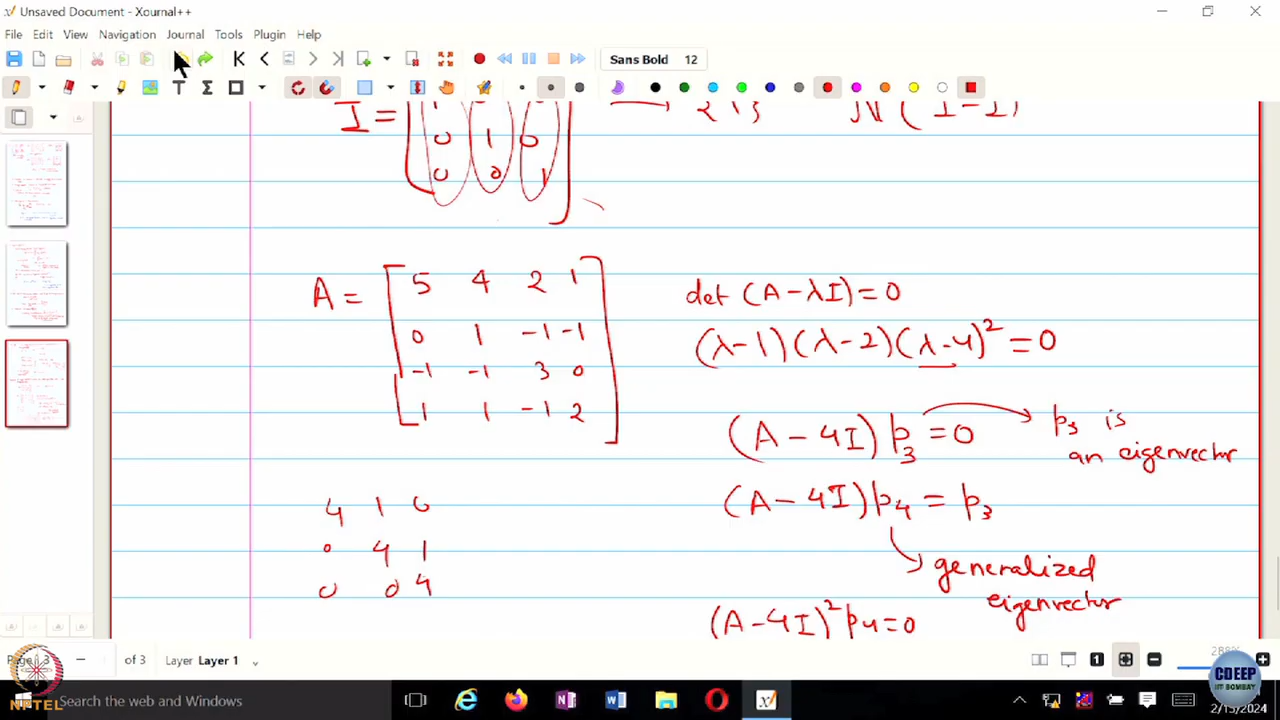 Unsaved Document - Xournal++
File Edit View Navigation Journal Tools Plugin Help
Sans Bold 12
I =
0 1 0
0 0 1
A =
5 4 2 1
0 1 -1 -1
-1 -1 3 0
1 1 -1 2
det (A - λI) = 0
(λ-1)(λ-2)(λ-4)² = 0
(A - 4I) p₃ = 0
p₃ is
an eigenvector
(A - 4I) p₄ = p₃
generalized
eigenvector
(A-4I)² p₄ = 0
4 1 0
0 4 1
0 0 4
of 3 Layer Layer 1
288%
NPTEL
Search the web and Windows
CDEEP
IIT BOMBAY
2/15/2024